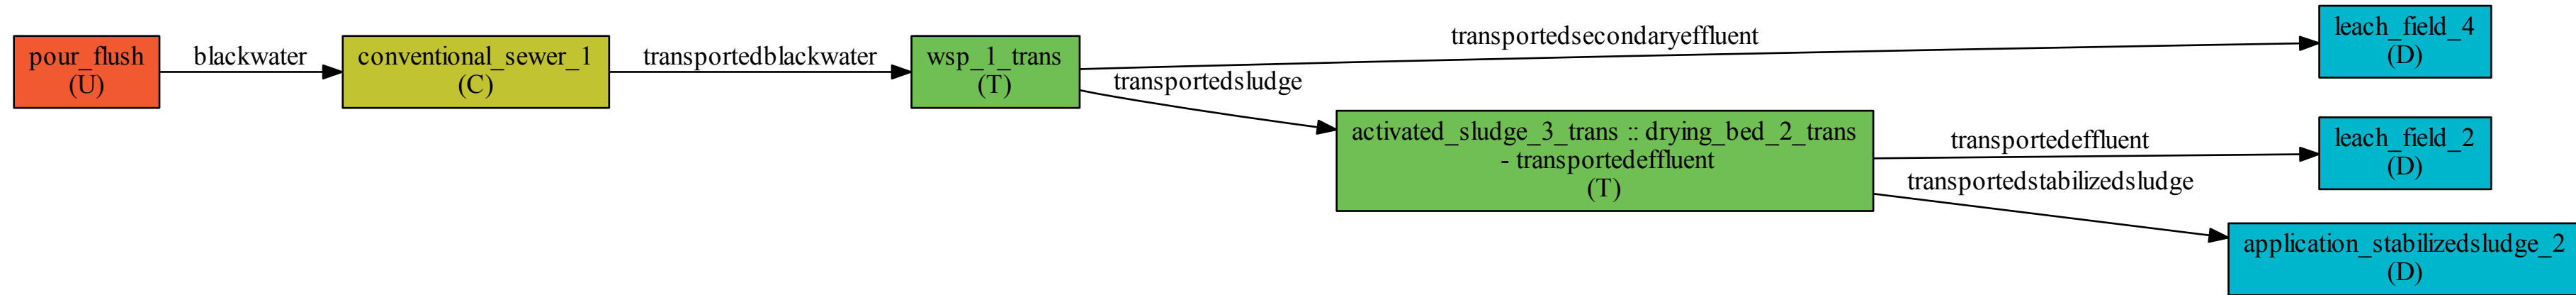 pour_flush
(U)
blackwater
conventional_sewer_1
(C)
transportedblackwater
wsp_1_trans
(T)
transportedsecondaryeffluent
transportedsludge
leach_field_4
(D)
activated_sludge_3_trans :: drying_bed_2_trans
- transportedeffluent
(T)
transportedeffluent
transportedstabilizedsludge
leach_field_2
(D)
application_stabilizedsludge_2
(D)